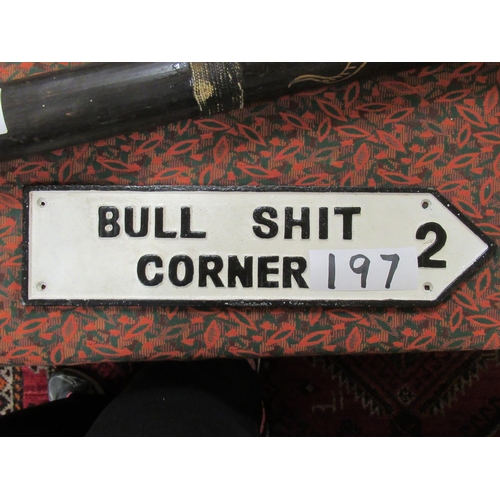 BULL SHIT
CORNER
2
197